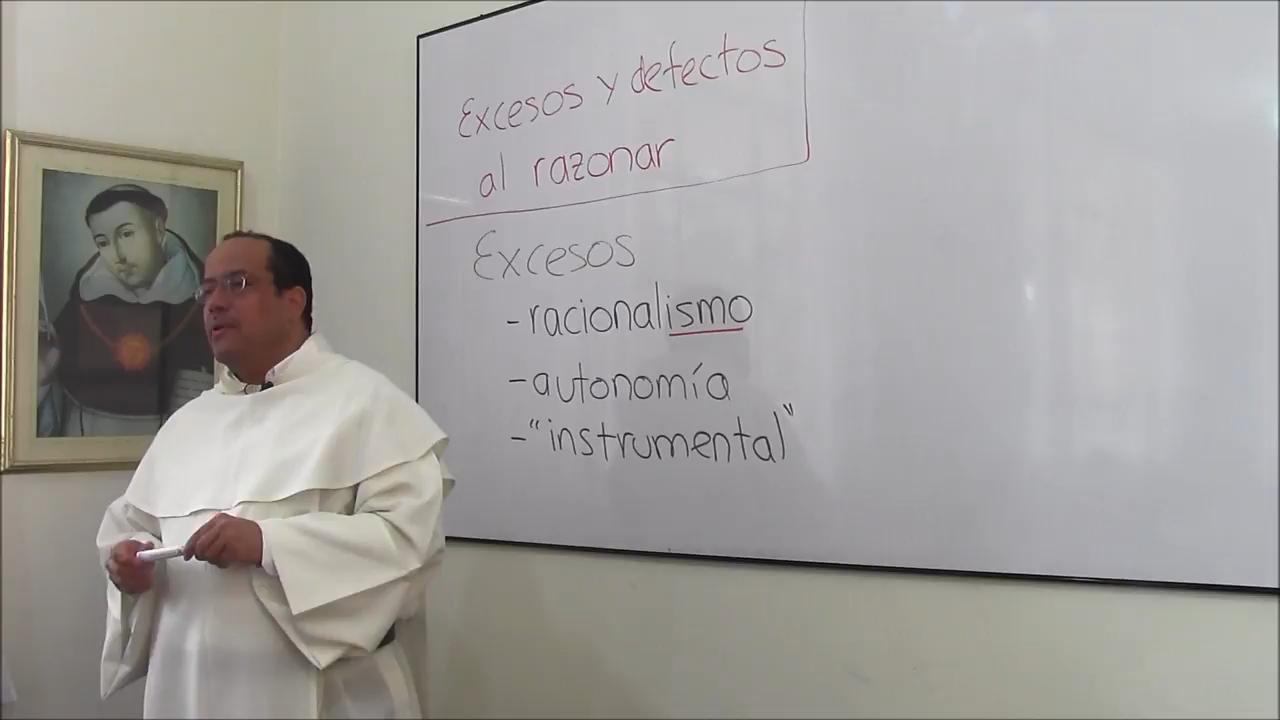 Excesos y defectos
al razonar
Excesos
- racionalismo
- autonomía
- "instrumental"